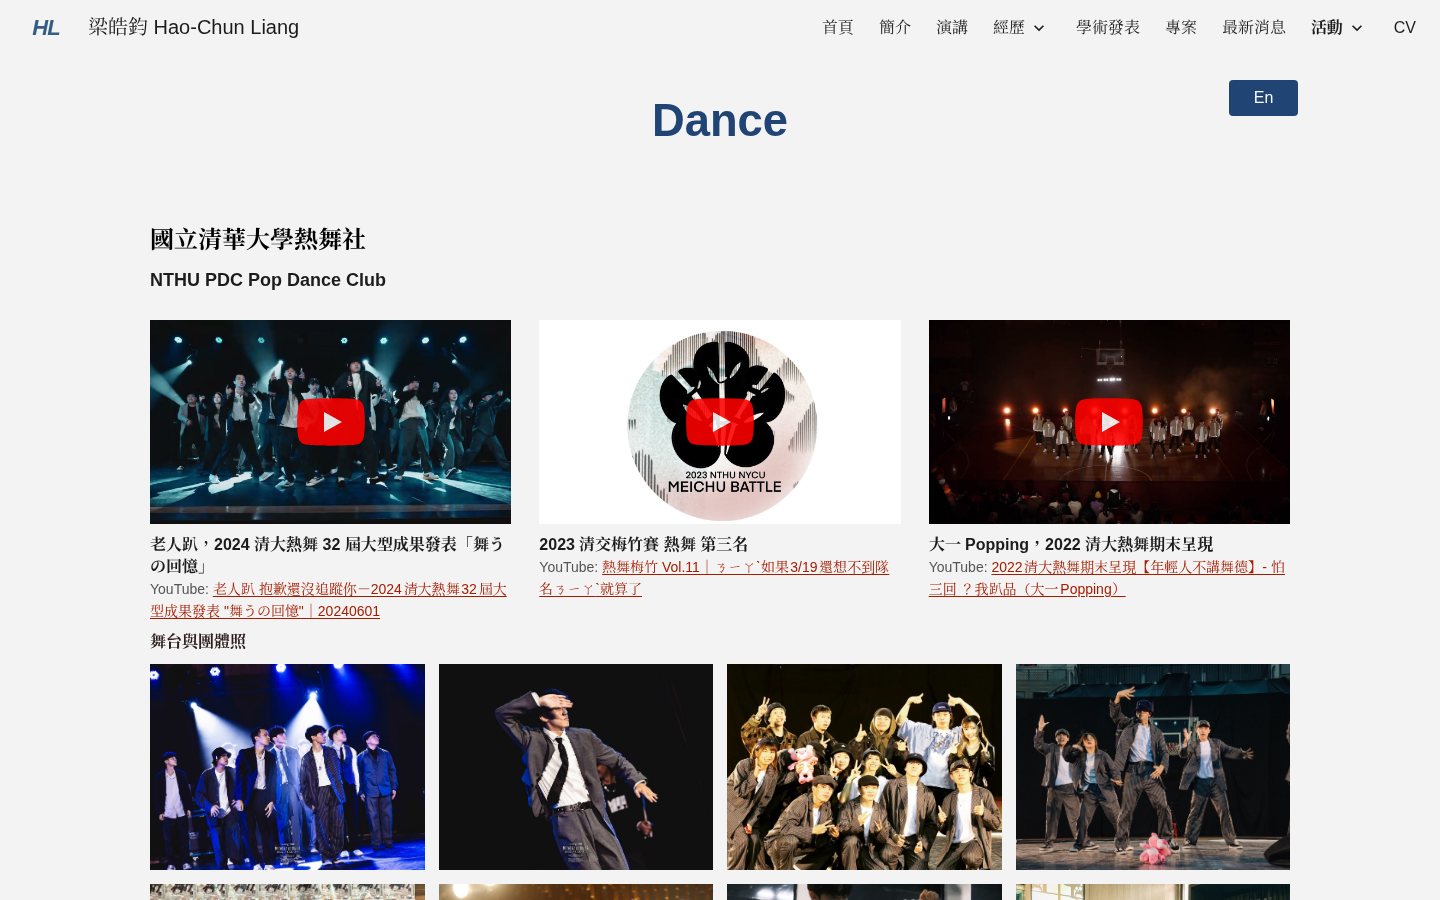 HL 梁皓鈞 Hao-Chun Liang 首頁 簡介 演講 經歷 學術發表 專案 最新消息 活動 CV
En
Dance
國立清華大學熱舞社
NTHU PDC Pop Dance Club
2023 NTHU NYCU
MEICHU BATTLE
老人趴，2024 清大熱舞 32 屆大型成果發表「舞う
の回憶」
YouTube: 老人趴 抱歉還沒追蹤你－2024清大熱舞32屆大
型成果發表 "舞うの回憶"｜20240601
2023 清交梅竹賽 熱舞 第三名
YouTube: 熱舞梅竹 Vol.11｜ㄋㄧㄚˋ如果3/19還想不到隊
名ㄋㄧㄚˋ就算了
大一 Popping，2022 清大熱舞期末呈現
YouTube: 2022清大熱舞期末呈現【年輕人不講舞德】- 怕
三回 ？我趴品（大一Popping）
舞台與團體照